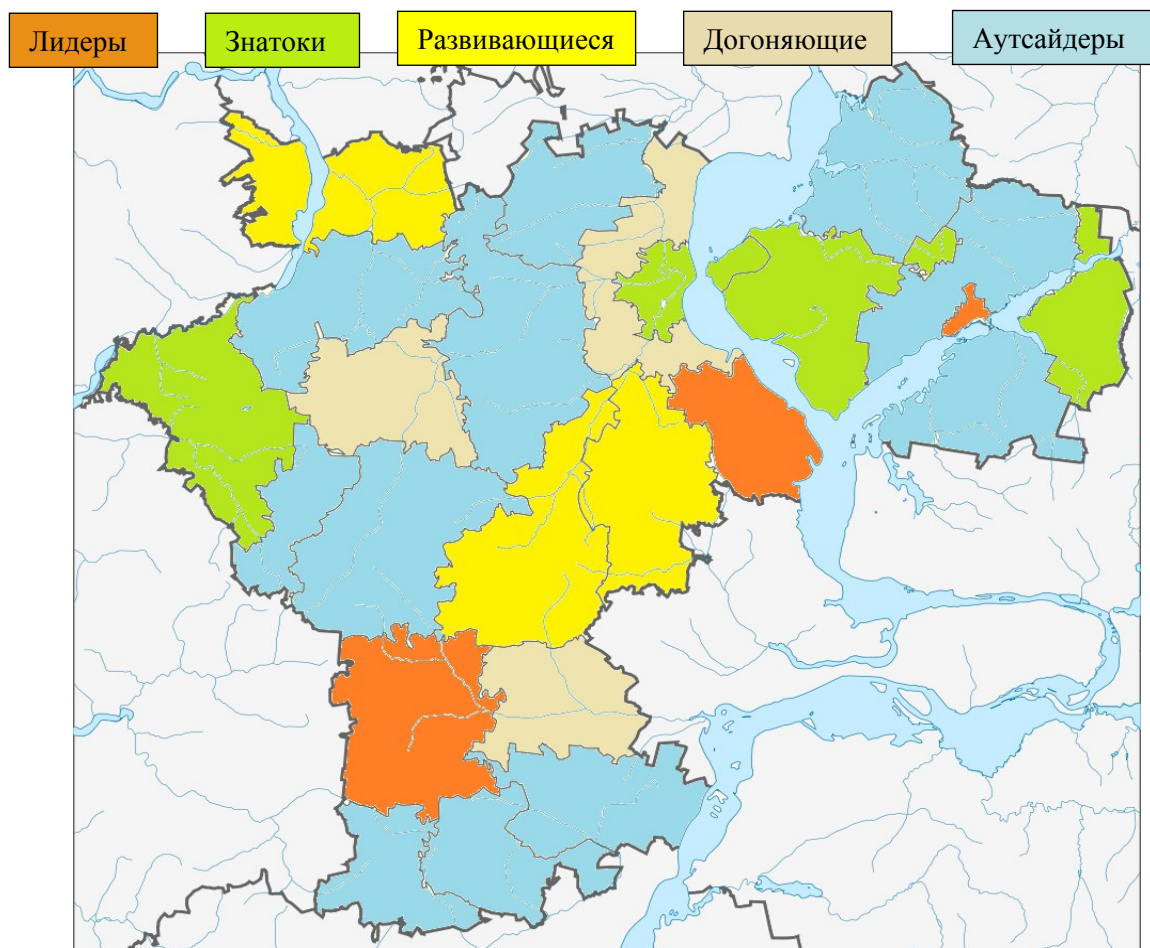 Лидеры
Знатоки
Развивающиеся
Догоняющие
Аутсайдеры